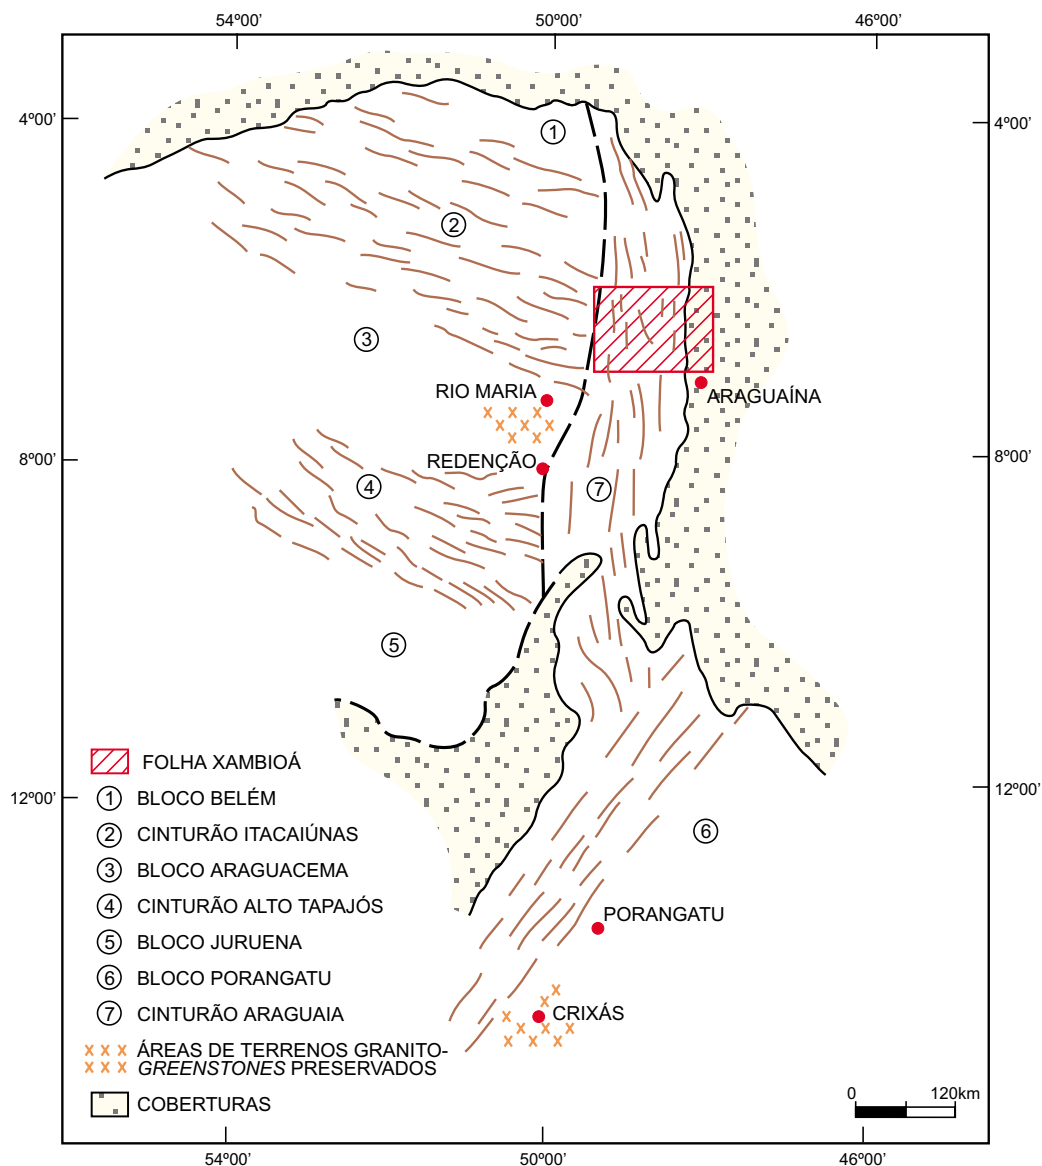 54º00’ 50º00’ 46º00’
4º00’ 4º00’
1
2
3
RIO MARIA
ARAGUAÍNA
REDENÇÃO
8º00’ 8º00’
4
7
5
FOLHA XAMBIOÁ
12º00’ 12º00’
1 BLOCO BELÉM
2 CINTURÃO ITACAIÚNAS
6
3 BLOCO ARAGUACEMA
4 CINTURÃO ALTO TAPAJÓS
PORANGATU
5 BLOCO JURUENA
6 BLOCO PORANGATU
7 CINTURÃO ARAGUAIA
CRIXÁS
ÁREAS DE TERRENOS GRANITO-
GREENSTONES PRESERVADOS
COBERTURAS
0 120km
54º00’ 50º00’ 46º00’